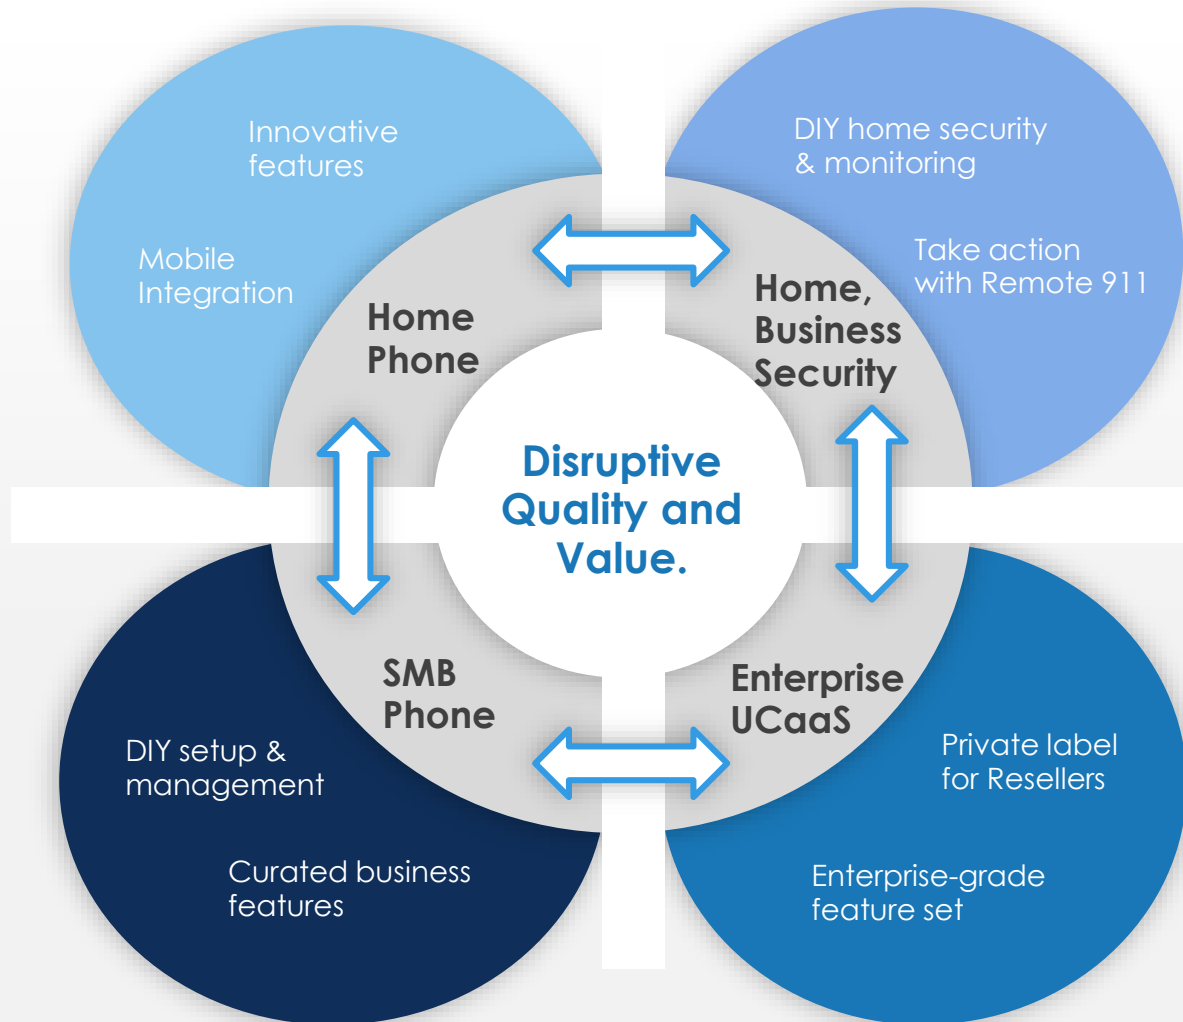 Innovative
features
Mobile
Integration
Home
Phone
DIY home security
& monitoring
Take action
with Remote 911
Home,
Business
Security
Disruptive
Quality and
Value.
SMB
Phone
DIY setup &
management
Curated business
features
Enterprise
UCaaS
Private label
for Resellers
Enterprise-grade
feature set